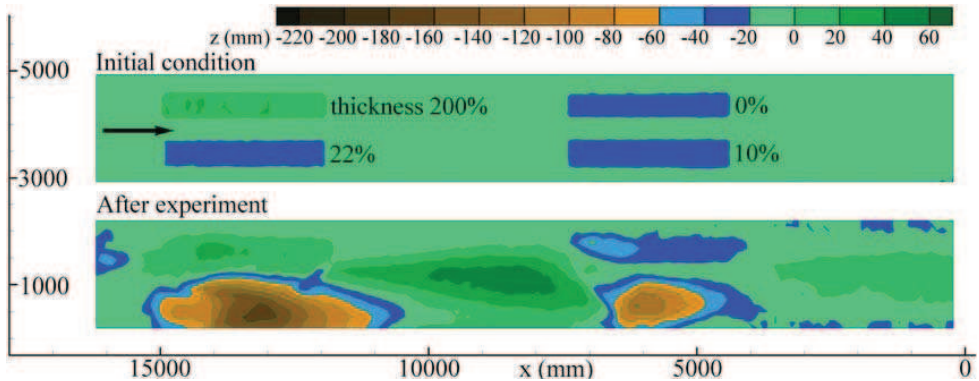 z (mm) -220 -200 -180 -160 -140 -120 -100 -80 -60 -40 -20 0 20 40 60
5000
Initial condition
thickness 200% 0%
22% 10%
3000
After experiment
1000
15000 10000 x (mm) 5000 0